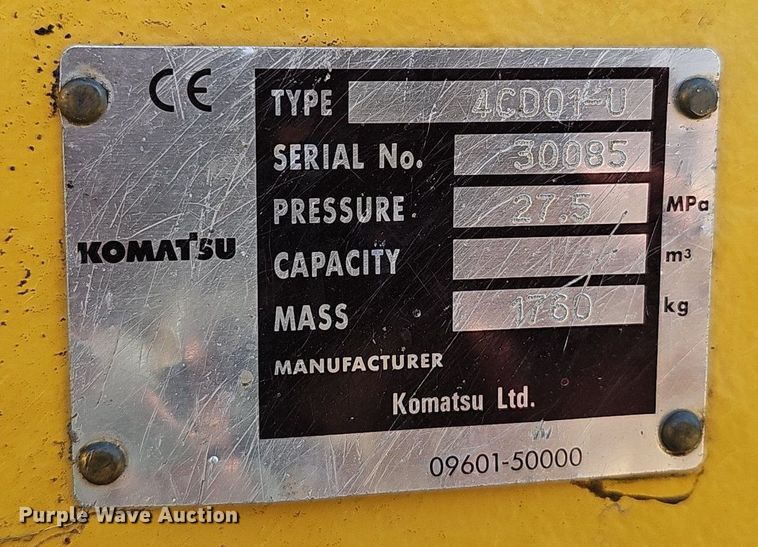 CE
TYPE 4CD01-U
SERIAL No. 30085
PRESSURE 27.5 MPa
KOMATSU
CAPACITY m³
MASS 1760 kg
MANUFACTURER
Komatsu Ltd.
09601-50000
Purple Wave Auction